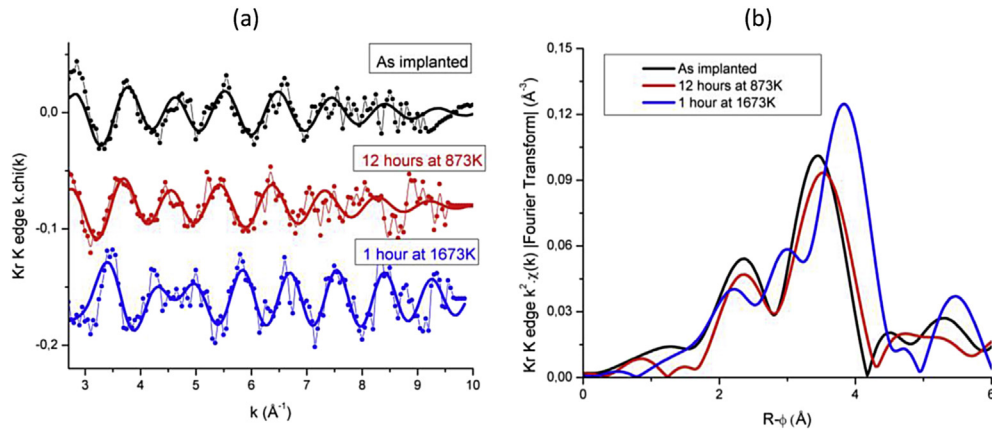 (a)
Kr K edge k.chi(k)
0.0
-0.1
-0.2
As implanted
12 hours at 873K
1 hour at 1673K
3 4 5 6 7 8 9 10
k (Å⁻¹)
(b)
Kr K edge k².χ(k) |Fourier Transform| (Å⁻³)
0,15
0,12
0,09
0,06
0,03
0,00
As implanted
12 hours at 873K
1 hour at 1673K
0 2 4 6
R-ϕ (Å)